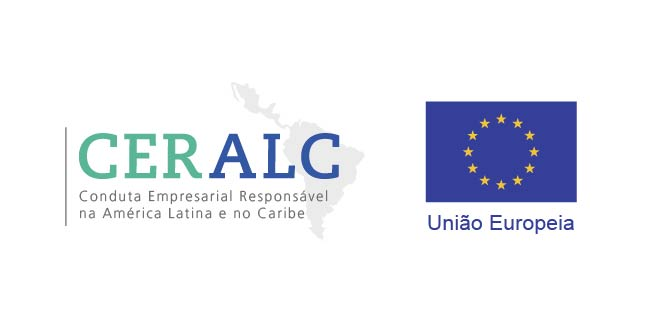 CERALC
Conduta Empresarial Responsável
na América Latina e no Caribe
União Europeia